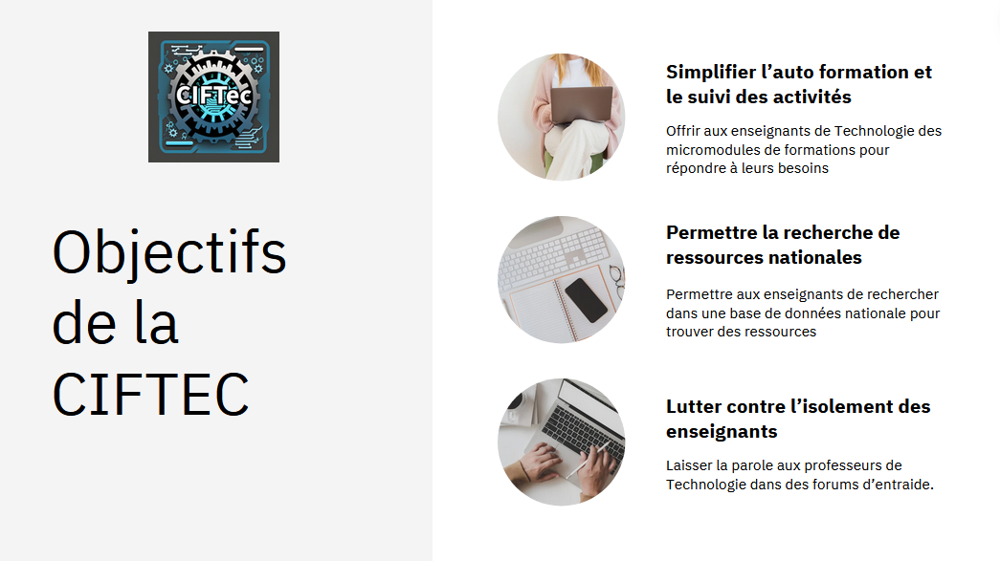 CIFTec
Objectifs
de la
CIFTEC
Simplifier l’auto formation et
le suivi des activités
Offrir aux enseignants de Technologie des
micromodules de formations pour
répondre à leurs besoins
Permettre la recherche de
ressources nationales
Permettre aux enseignants de rechercher
dans une base de données nationale pour
trouver des ressources
Lutter contre l’isolement des
enseignants
Laisser la parole aux professeurs de
Technologie dans des forums d’entraide.